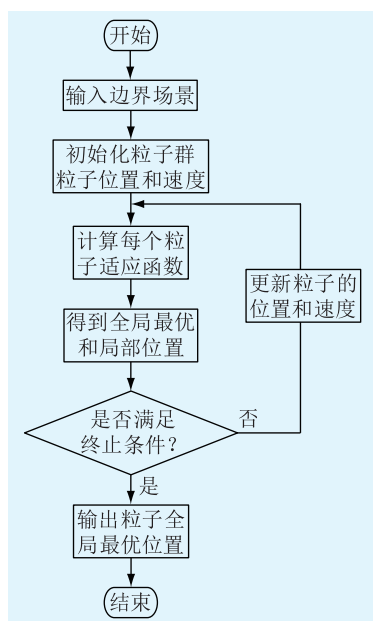 开始
输入边界场景
初始化粒子群
粒子位置和速度
计算每个粒
子适应函数
更新粒子的
位置和速度
得到全局最优
和局部位置
是否满足
终止条件?
否
是
输出粒子全
局最优位置
结束